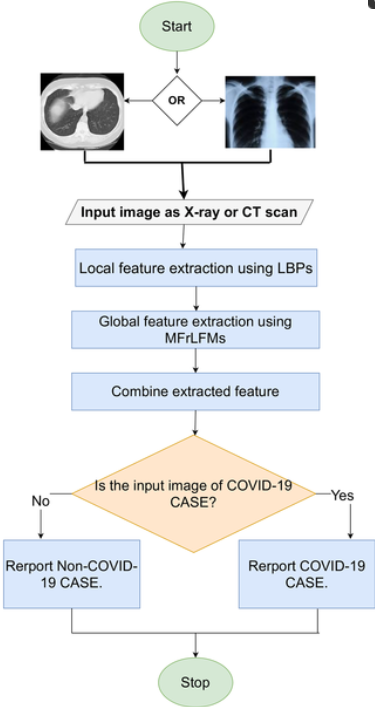 Start
OR
Input image as X-ray or CT scan
Local feature extraction using LBPs
Global feature extraction using
MFrLFMs
Combine extracted feature
Is the input image of COVID-19
CASE?
No
Yes
Rerport Non-COVID-
19 CASE.
Rerport COVID-19
CASE.
Stop